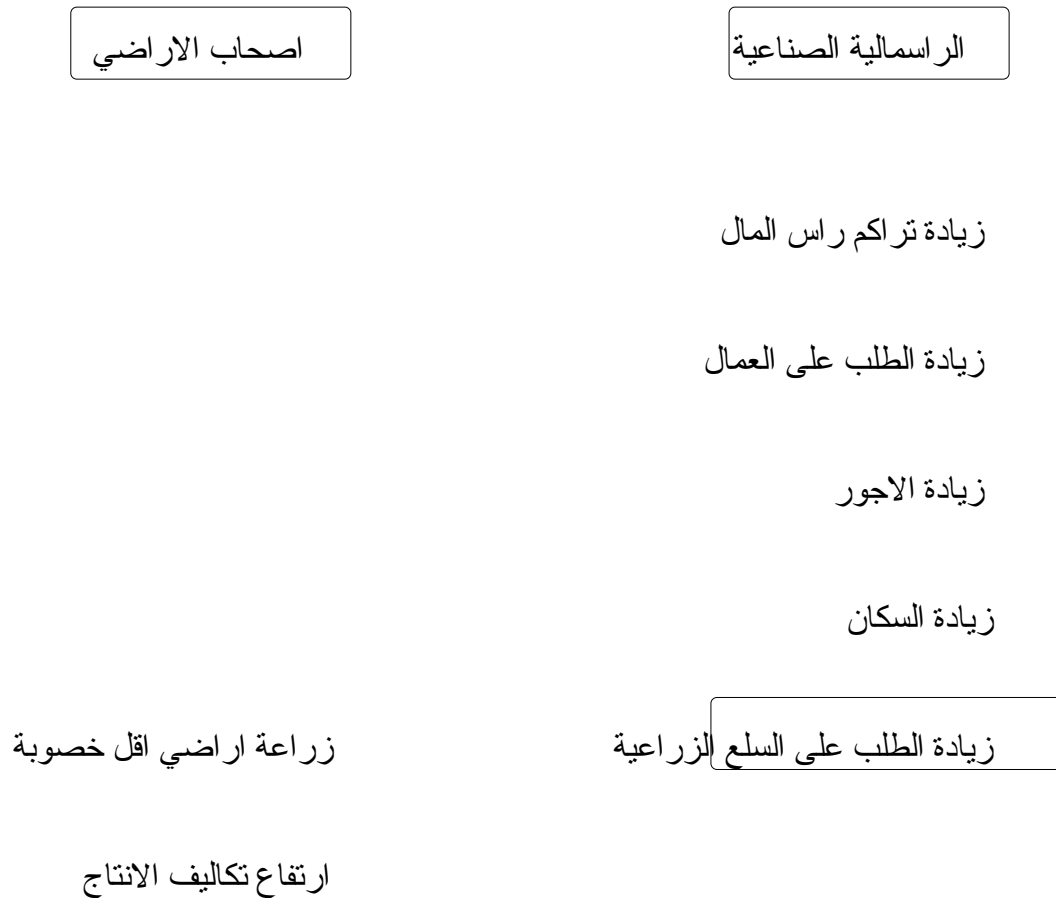 الراسمالية الصناعية
اصحاب الاراضي
زيادة تراكم راس المال
زيادة الطلب على العمال
زيادة الاجور
زيادة السكان
زيادة الطلب على السلع الزراعية
زراعة اراضي اقل خصوبة
ارتفاع تكاليف الانتاج